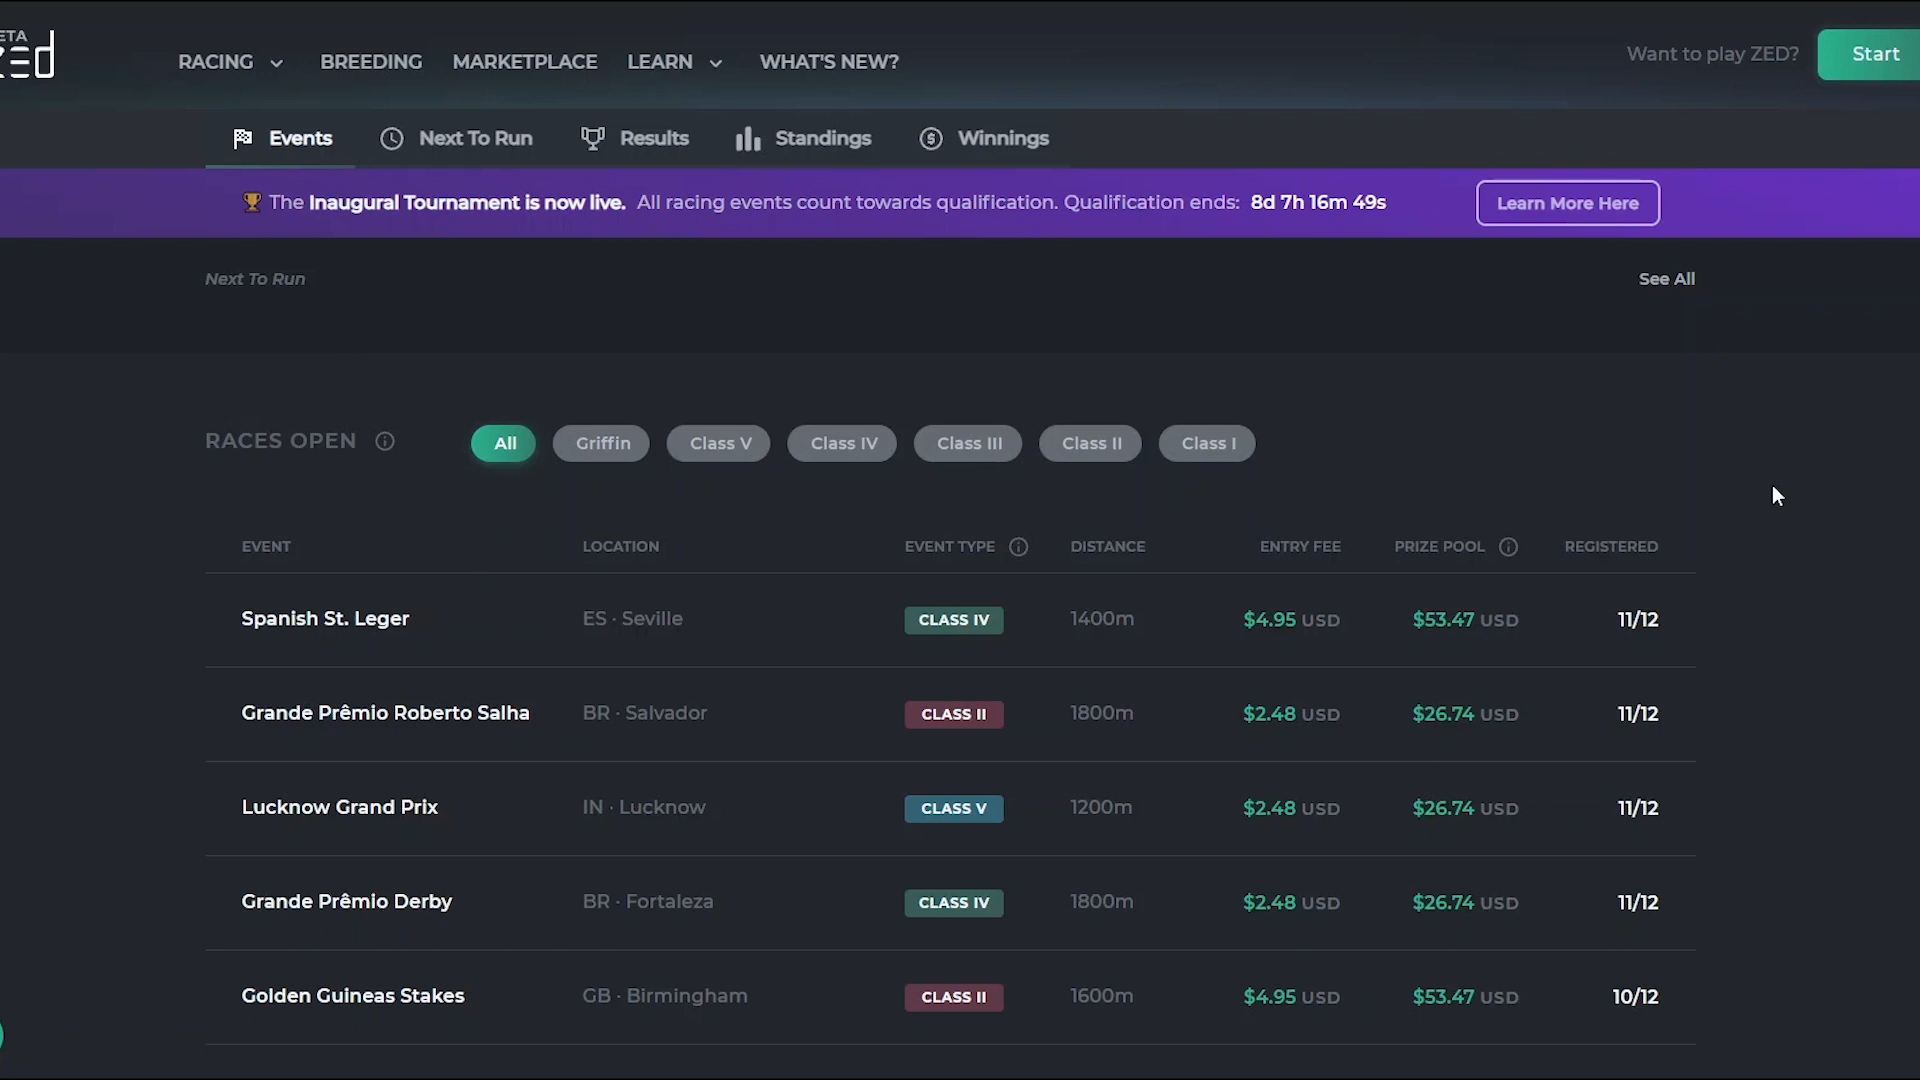 ETA
zed
RACING BREEDING MARKETPLACE LEARN WHAT'S NEW?
Want to play ZED? Start
Events Next To Run Results Standings Winnings
The Inaugural Tournament is now live. All racing events count towards qualification. Qualification ends: 8d 7h 16m 49s Learn More Here
Next To Run See All
RACES OPEN All Griffin Class V Class IV Class III Class II Class I
EVENT LOCATION EVENT TYPE DISTANCE ENTRY FEE PRIZE POOL REGISTERED
Spanish St. Leger ES · Seville CLASS IV 1400m $4.95 USD $53.47 USD 11/12
Grande Prêmio Roberto Salha BR · Salvador CLASS II 1800m $2.48 USD $26.74 USD 11/12
Lucknow Grand Prix IN · Lucknow CLASS V 1200m $2.48 USD $26.74 USD 11/12
Grande Prêmio Derby BR · Fortaleza CLASS IV 1800m $2.48 USD $26.74 USD 11/12
Golden Guineas Stakes GB · Birmingham CLASS II 1600m $4.95 USD $53.47 USD 10/12